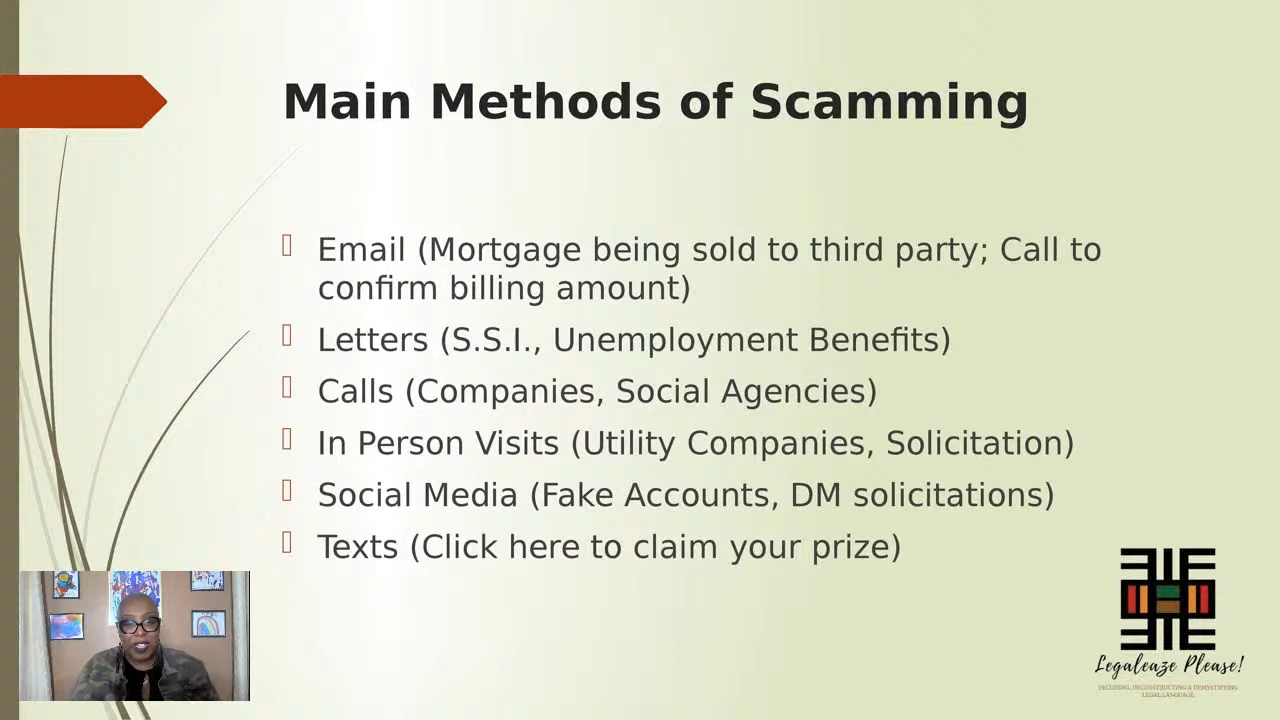 Main Methods of Scamming
Email (Mortgage being sold to third party; Call to
confirm billing amount)
Letters (S.S.I., Unemployment Benefits)
Calls (Companies, Social Agencies)
In Person Visits (Utility Companies, Solicitation)
Social Media (Fake Accounts, DM solicitations)
Texts (Click here to claim your prize)
Legaleaze Please!
DECODING, DECONSTRUCTING & DEMYSTIFYING
LEGAL LANGUAGE